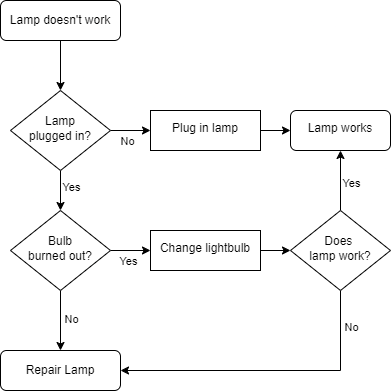 Lamp doesn't work
Lamp
plugged in?
No
Plug in lamp
Lamp works
Yes
Yes
Bulb
burned out?
Yes
Change lightbulb
Does
lamp work?
No
No
Repair Lamp